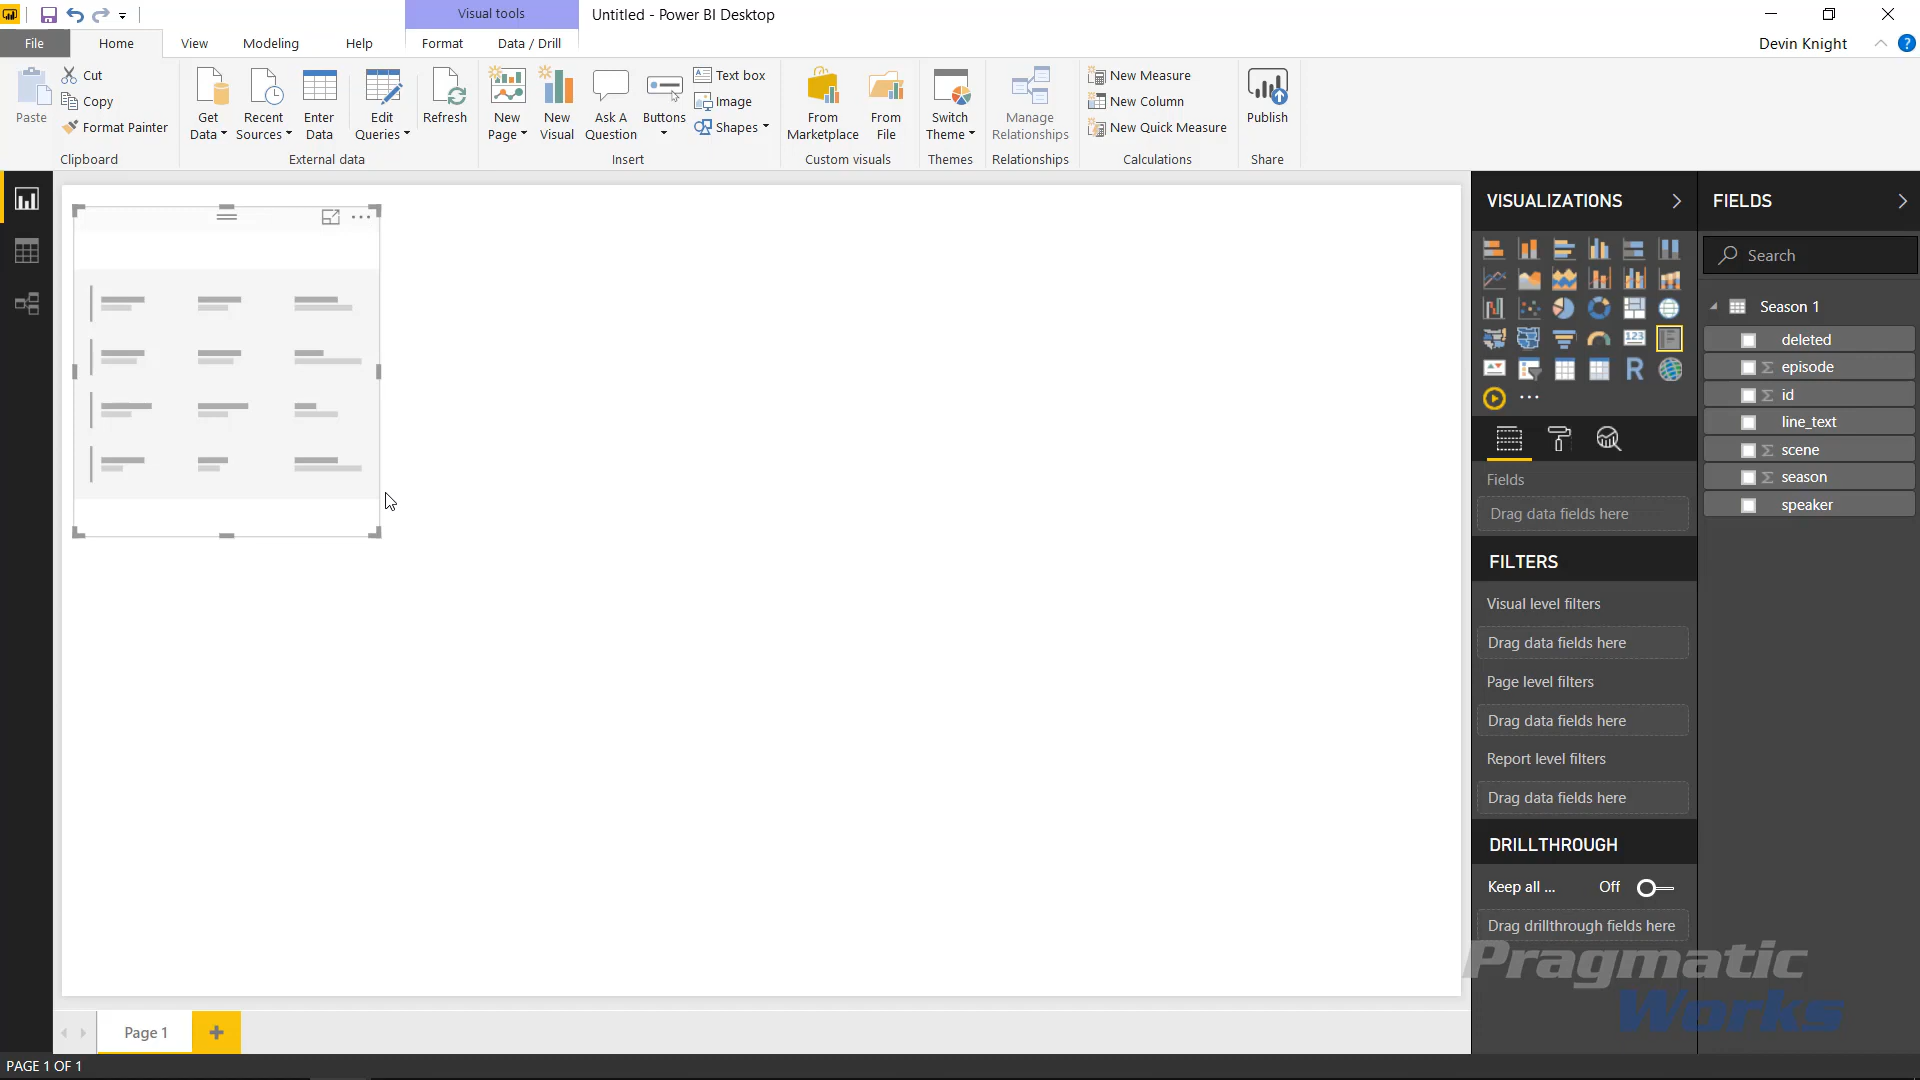 Visual tools
Untitled - Power BI Desktop
File
Home
View
Modeling
Help
Format
Data / Drill
Devin Knight
?
Paste
Cut
Copy
Format Painter
Clipboard
Get Data
Recent Sources
Enter Data
Edit Queries
Refresh
External data
New Page
New Visual
Ask A Question
Buttons
Text box
Image
Shapes
Insert
From Marketplace
From File
Custom visuals
Switch Theme
Themes
Manage Relationships
Relationships
New Measure
New Column
New Quick Measure
Calculations
Publish
Share
VISUALIZATIONS
123
R
Fields
Drag data fields here
FILTERS
Visual level filters
Drag data fields here
Page level filters
Drag data fields here
Report level filters
Drag data fields here
DRILLTHROUGH
Keep all ...
Off
Drag drillthrough fields here
FIELDS
Search
Season 1
deleted
Σ episode
Σ id
line_text
Σ scene
Σ season
speaker
Pragmatic
Works
Page 1
PAGE 1 OF 1